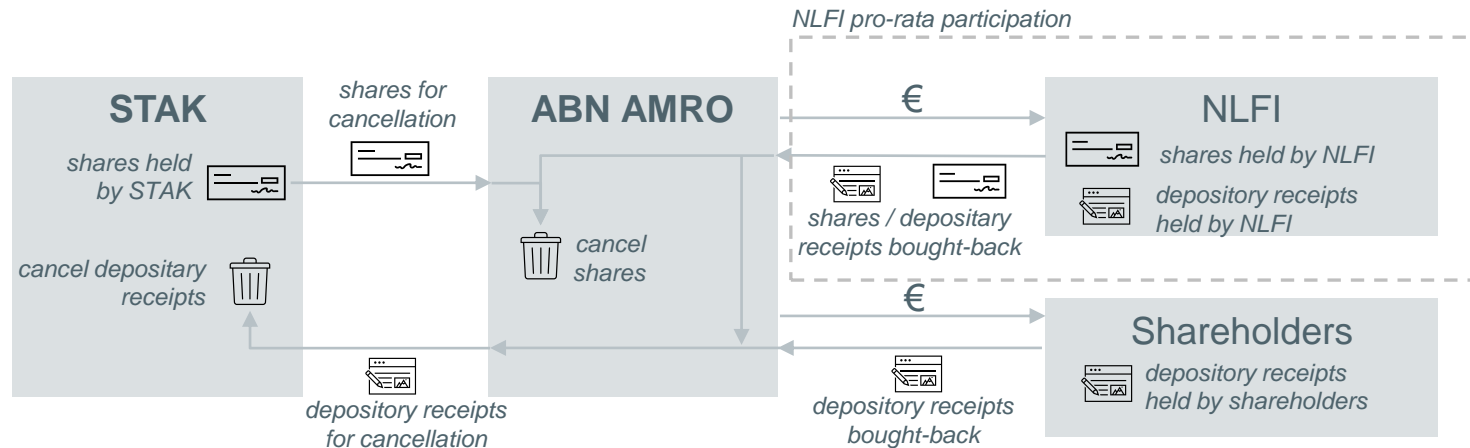 NLFI pro-rata participation
STAK
shares held
by STAK
cancel depositary
receipts
shares for
cancellation
depository receipts
for cancellation
ABN AMRO
cancel
shares
€
shares / depositary
receipts bought-back
€
depository receipts
bought-back
NLFI
shares held by NLFI
depository receipts
held by NLFI
Shareholders
depository receipts
held by shareholders